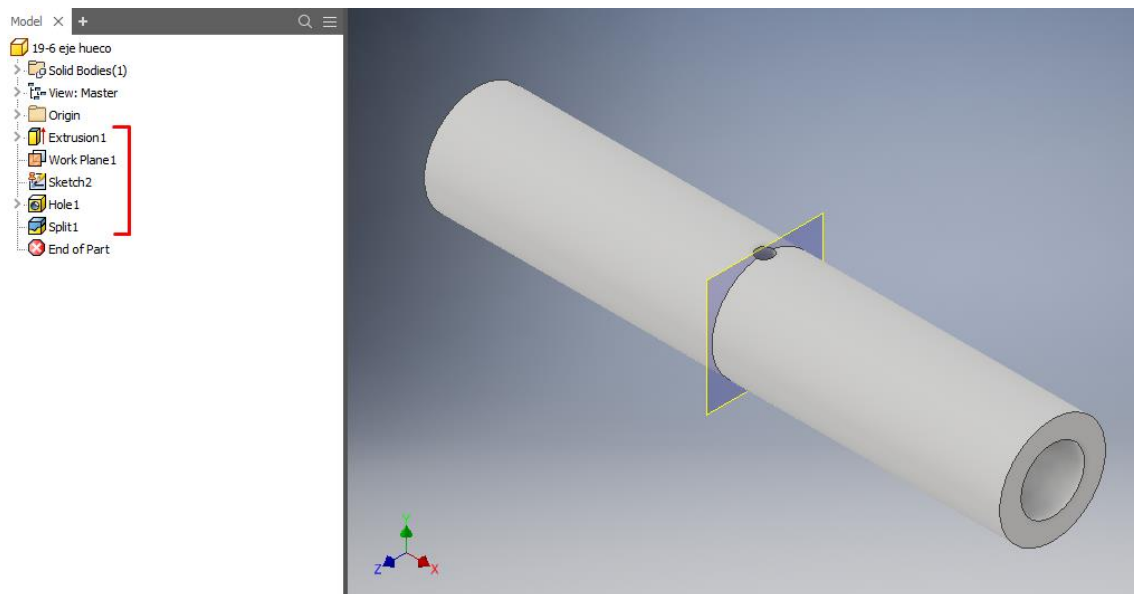 Model × +
19-6 eje hueco
Solid Bodies(1)
View: Master
Origin
Extrusion1
Work Plane1
Sketch2
Hole1
Split1
End of Part
Y
Z
X